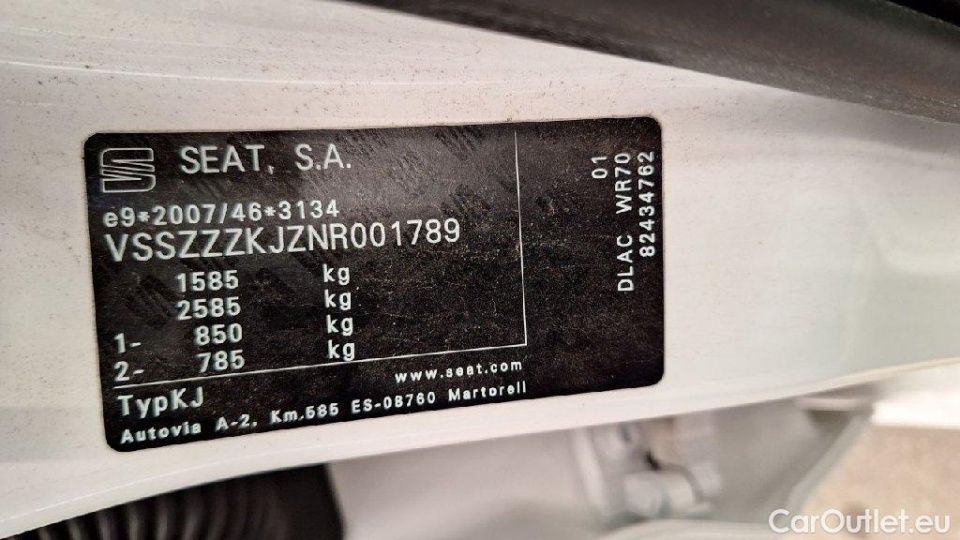 SEAT, S.A.
e9*2007/46*3134
VSSZZZKJZNR001789
1585 kg
2585 kg
1- 850 kg
2- 785 kg
www.seat.com
TypKJ
Autovia A-2, Km.585 ES-08760 Martorell
01
DLAC WR70
82434762
CarOutlet.eu